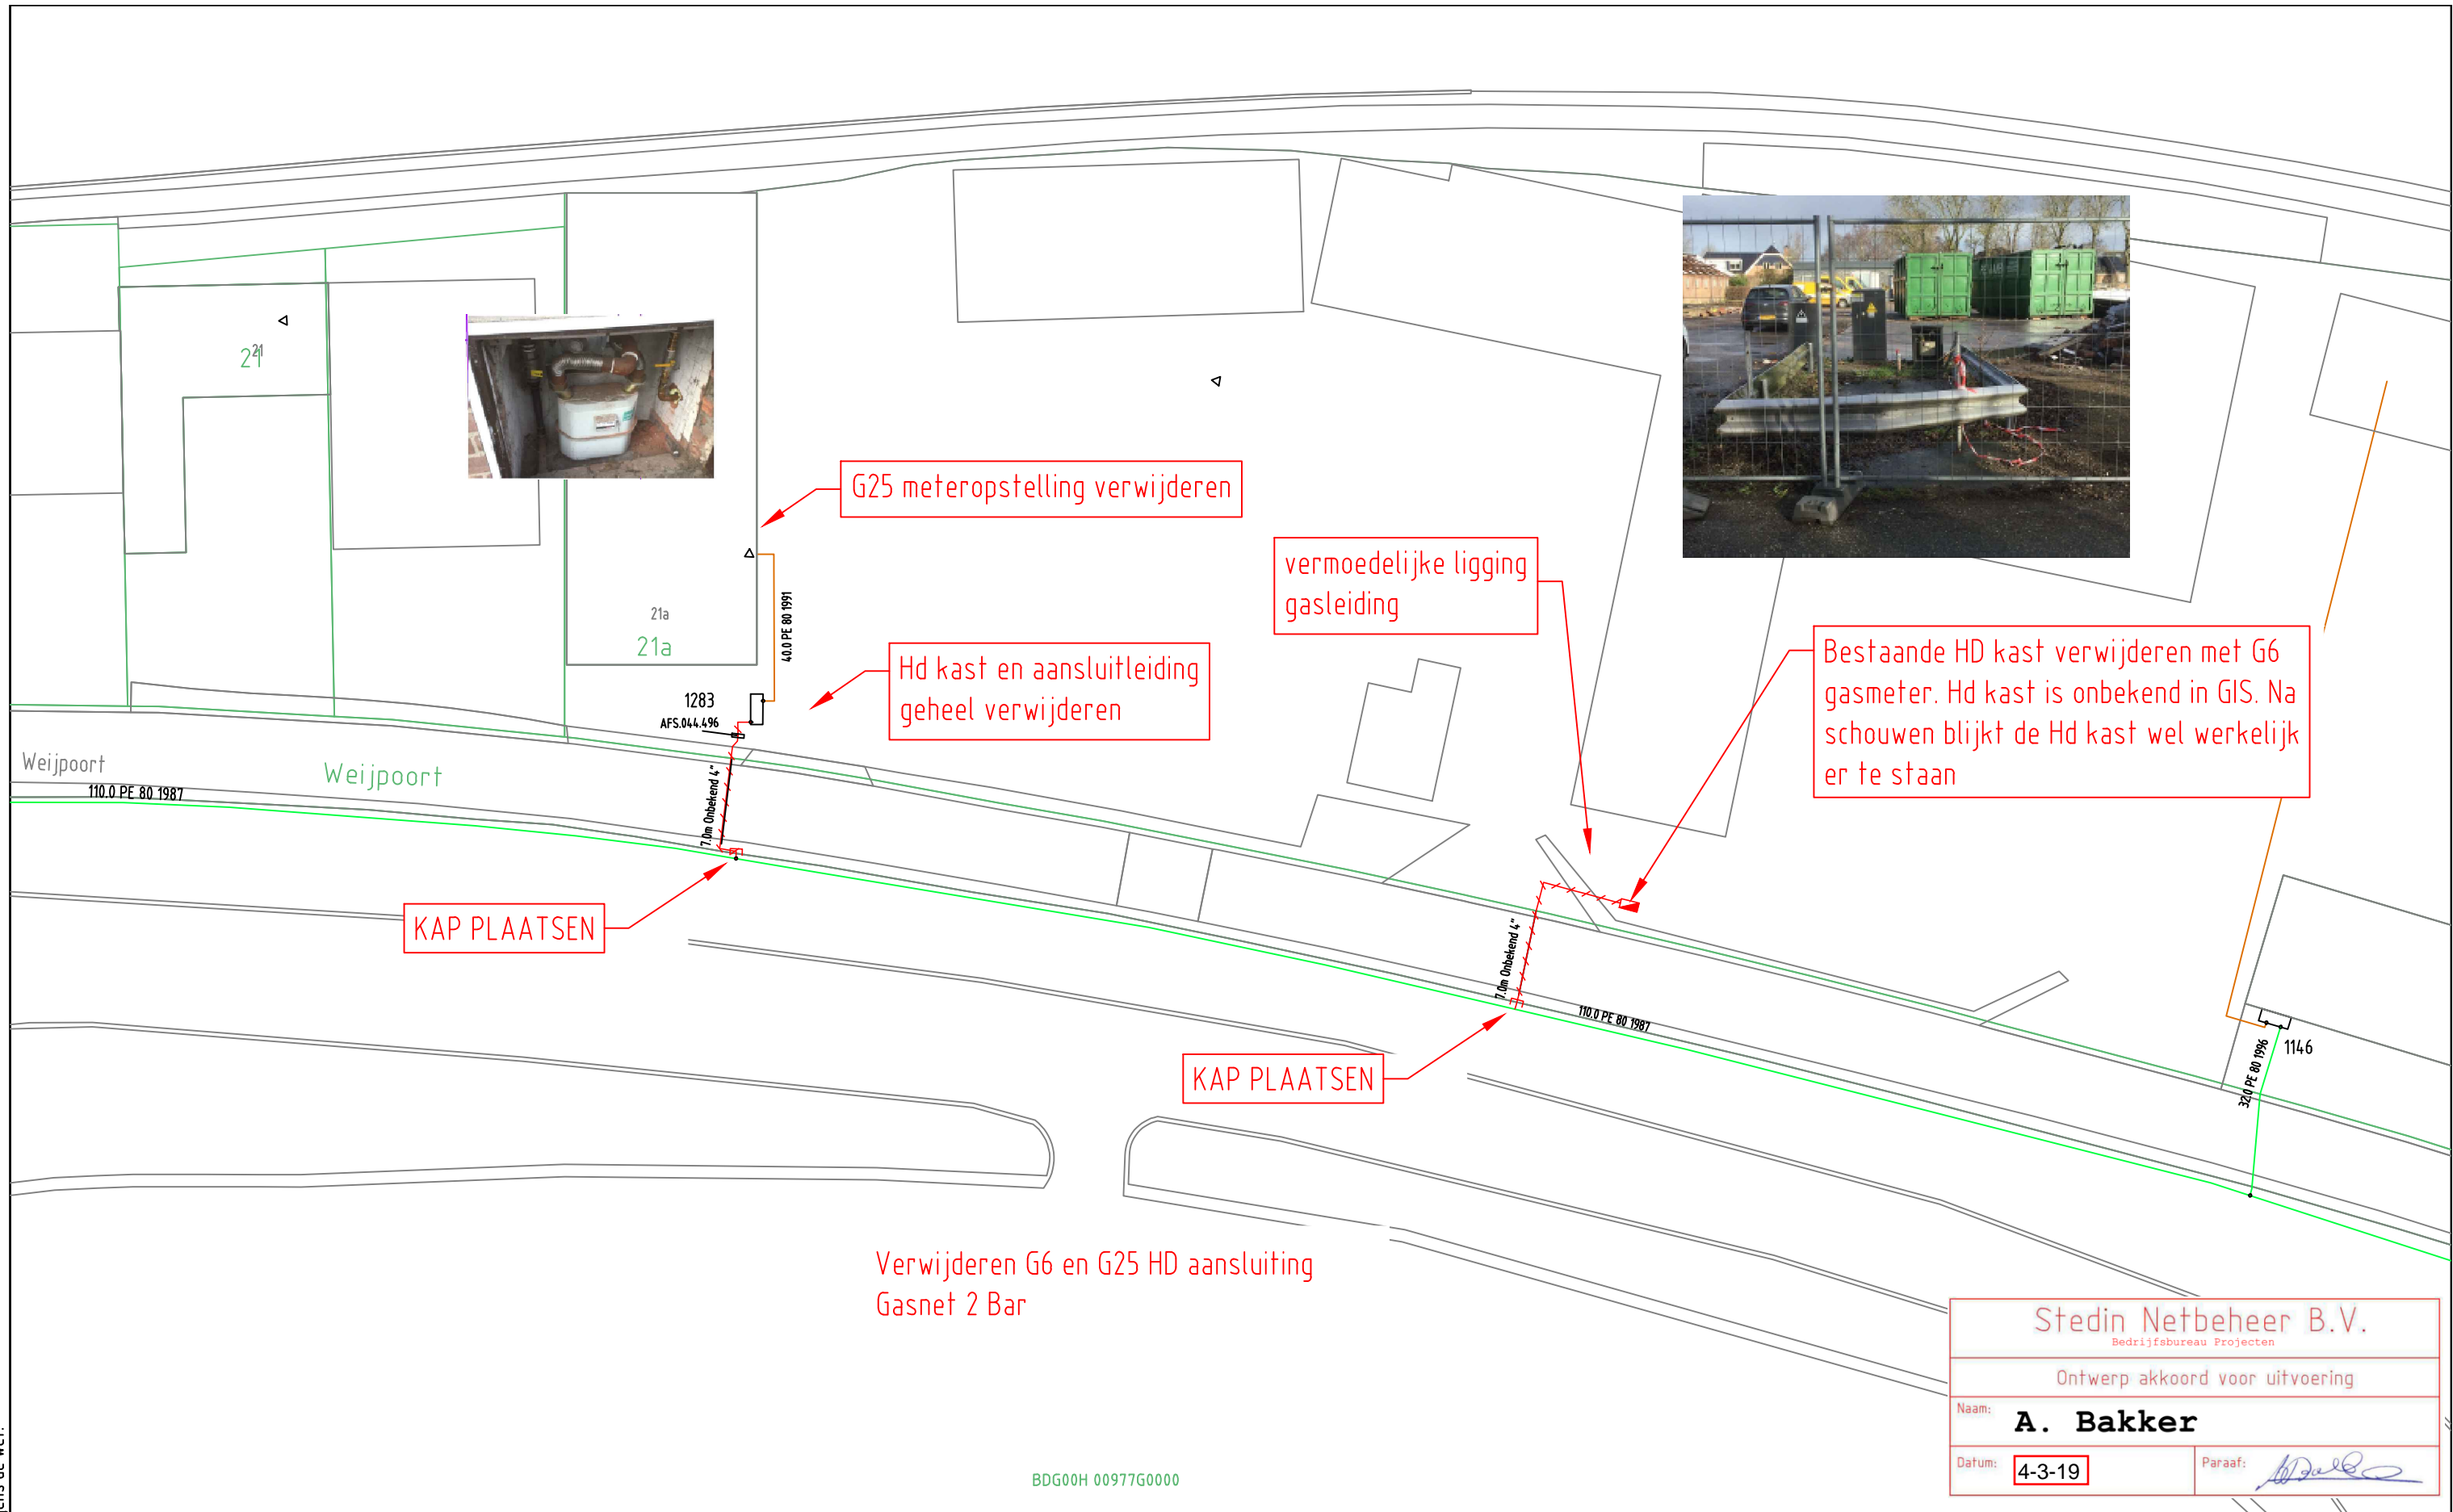 21
21
G25 meteropstelling verwijderen
vermoedelijke ligging
gasleiding
40.0 PE 80 1991
21a
21a
Hd kast en aansluitleiding
geheel verwijderen
Bestaande HD kast verwijderen met G6
gasmeter. Hd kast is onbekend in GIS. Na
schouwen blijkt de Hd kast wel werkelijk
er te staan
1283
AFS.044.496
Weijpoort
Weijpoort
110.0 PE 80 1987
7.0m Onbekend 4"
KAP PLAATSEN
7.0m Onbekend 4"
110.0 PE 80 1987
KAP PLAATSEN
1146
32.0 PE 80 1996
Verwijderen G6 en G25 HD aansluiting
Gasnet 2 Bar
Stedin Netbeheer B.V.
Bedrijfsbureau Projecten
Ontwerp akkoord voor uitvoering
Naam: A. Bakker
Datum: 4-3-19
Paraaf:
BDG00H 00977G0000